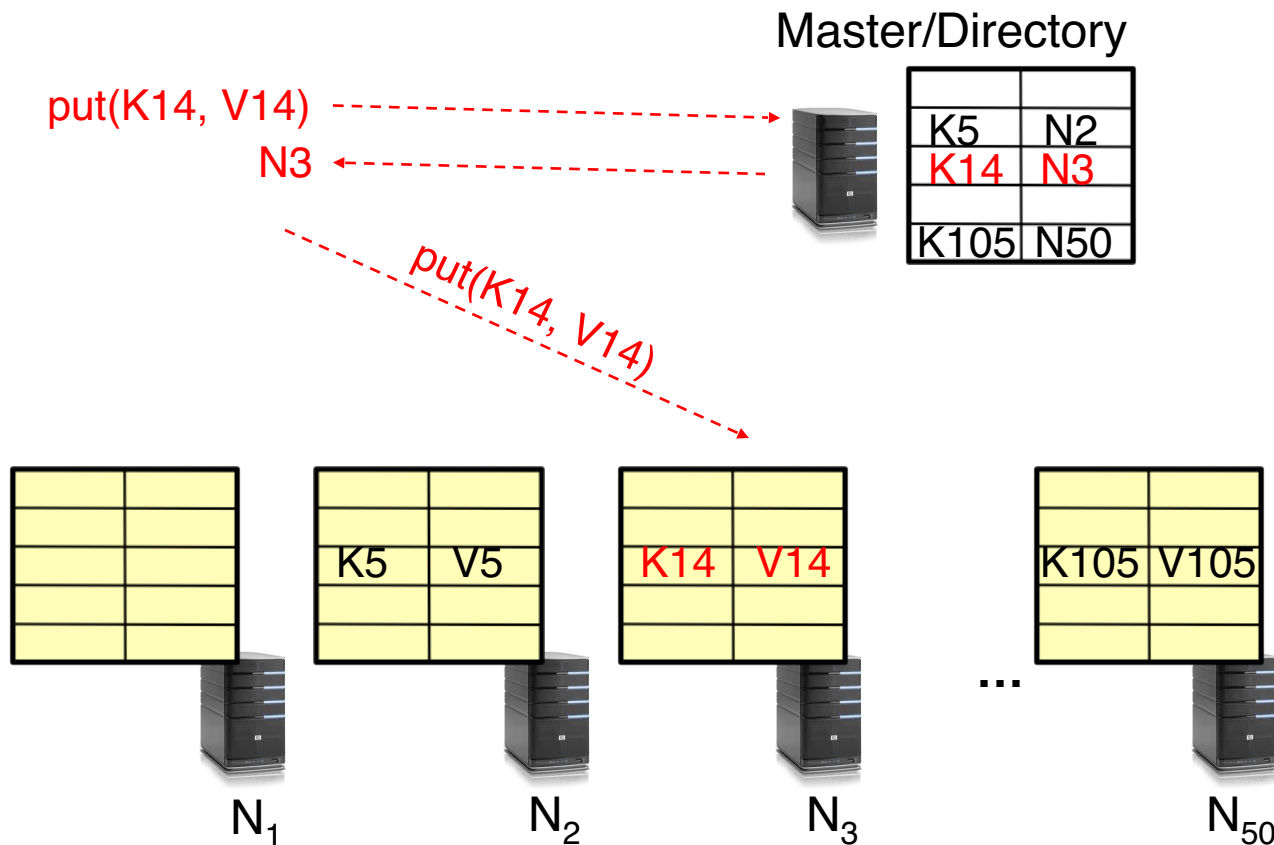 Master/Directory
put(K14, V14)
K5 N2
N3
K14 N3
K105 N50
put(K14, V14)
K5 V5
K14 V14
K105 V105
...
N1
N2
N3
N50